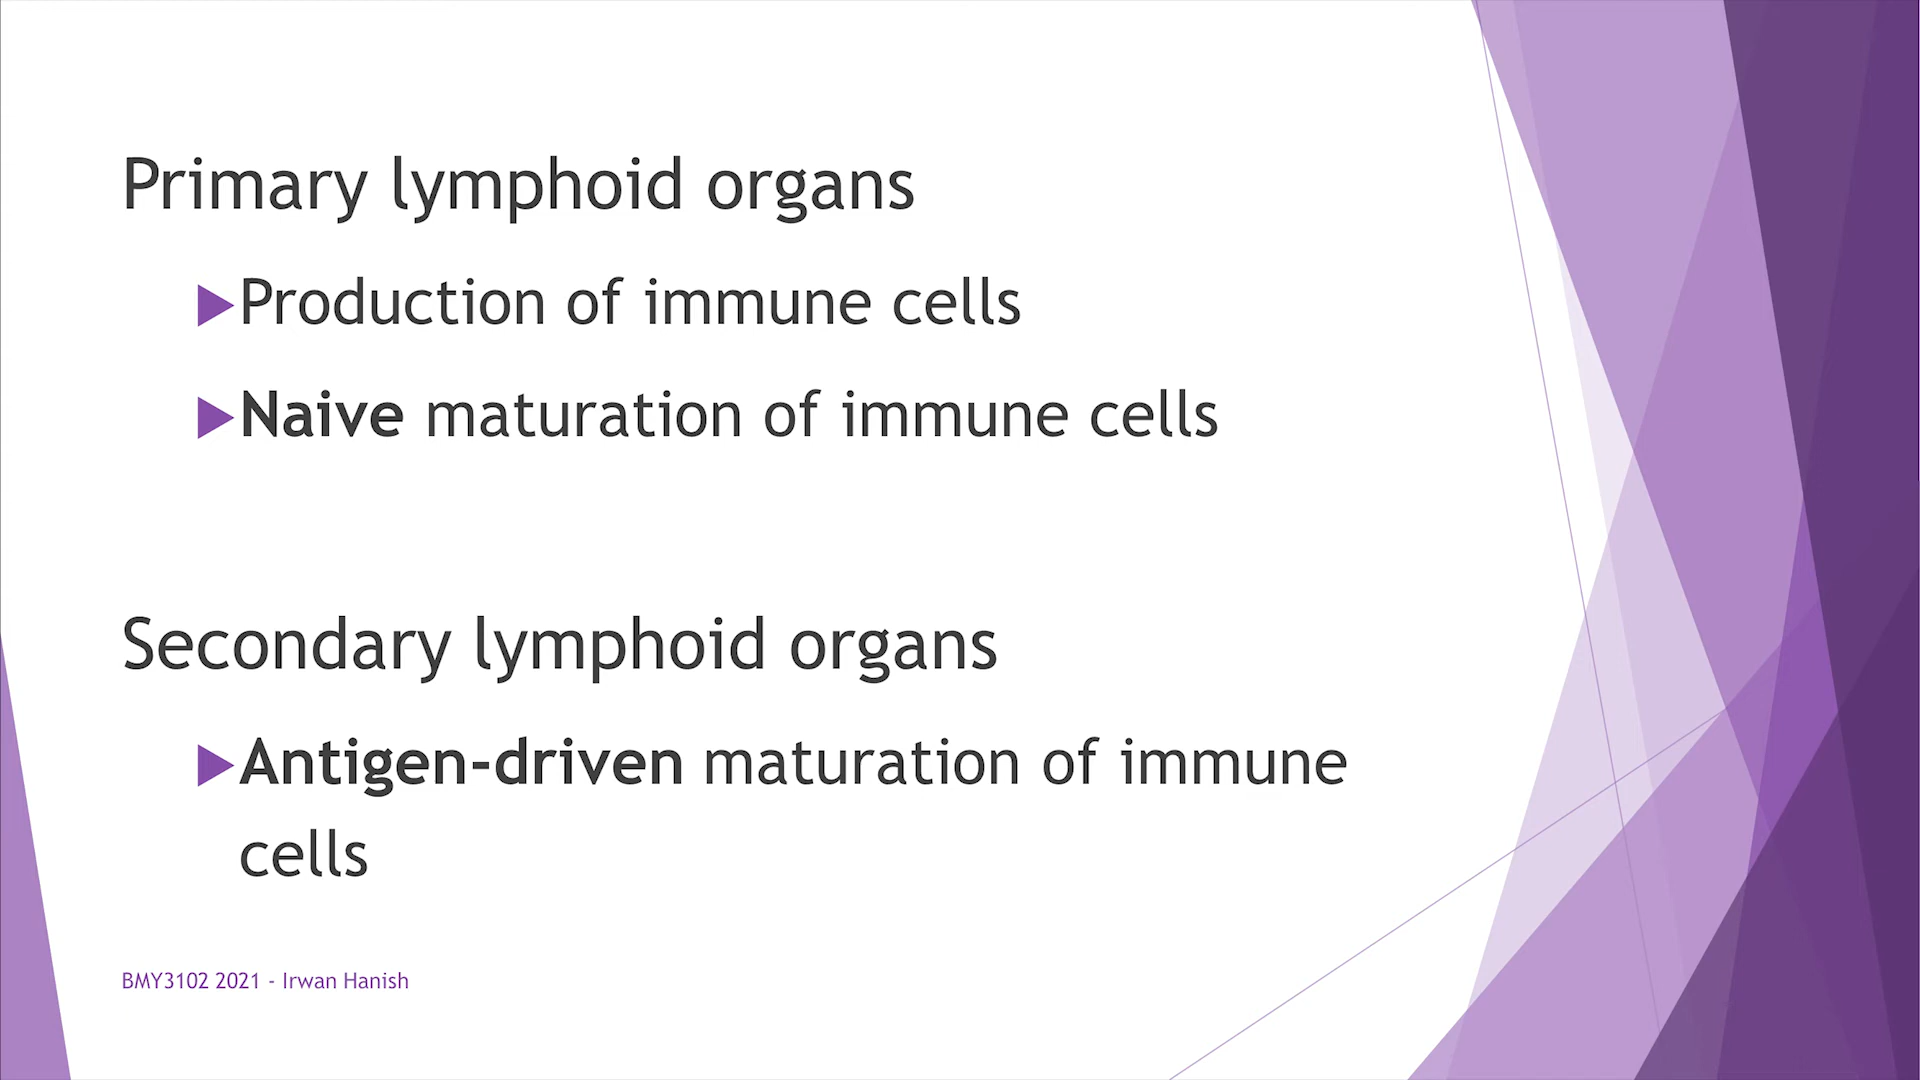 Primary lymphoid organs
Production of immune cells
Naive maturation of immune cells
Secondary lymphoid organs
Antigen-driven maturation of immune
cells
BMY3102 2021 - Irwan Hanish